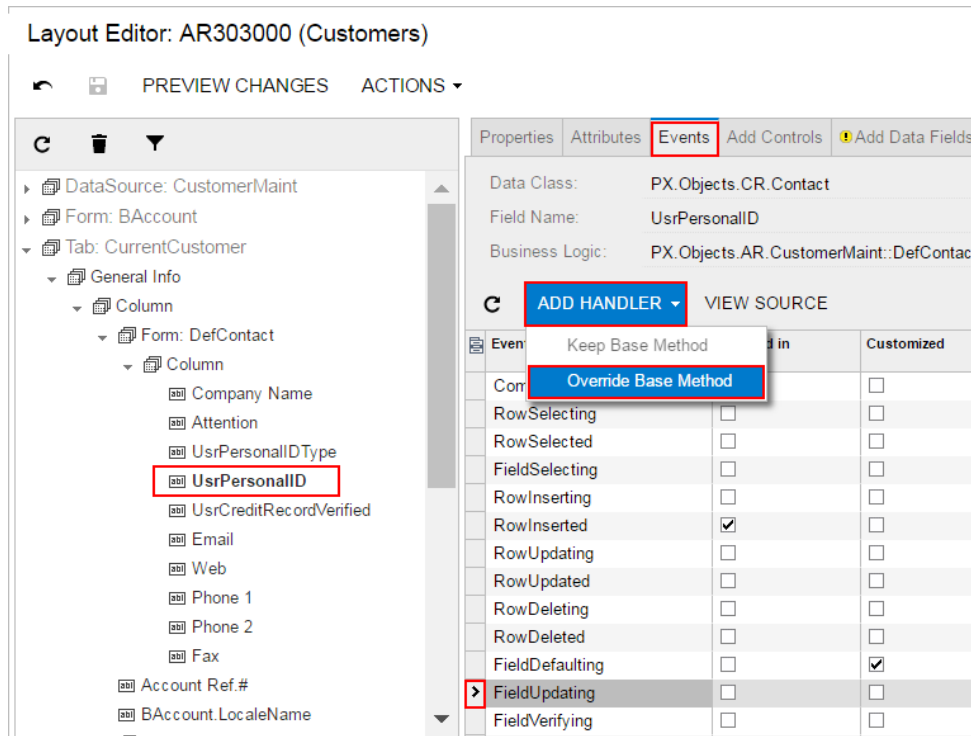 Layout Editor: AR303000 (Customers)
PREVIEW CHANGES ACTIONS
DataSource: CustomerMaint
Form: BAccount
Tab: CurrentCustomer
General Info
Column
Form: DefContact
Column
Company Name
Attention
UsrPersonalIDType
UsrPersonalID
UsrCreditRecordVerified
Email
Web
Phone 1
Phone 2
Fax
Account Ref.#
BAccount.LocaleName
Properties Attributes Events Add Controls Add Data Fields
Data Class: PX.Objects.CR.Contact
Field Name: UsrPersonalID
Business Logic: PX.Objects.AR.CustomerMaint::DefContac
ADD HANDLER VIEW SOURCE
Keep Base Method
Override Base Method
Even d in Customized
Com
RowSelecting
RowSelected
FieldSelecting
RowInserting
RowInserted
RowUpdating
RowUpdated
RowDeleting
RowDeleted
FieldDefaulting
FieldUpdating
FieldVerifying